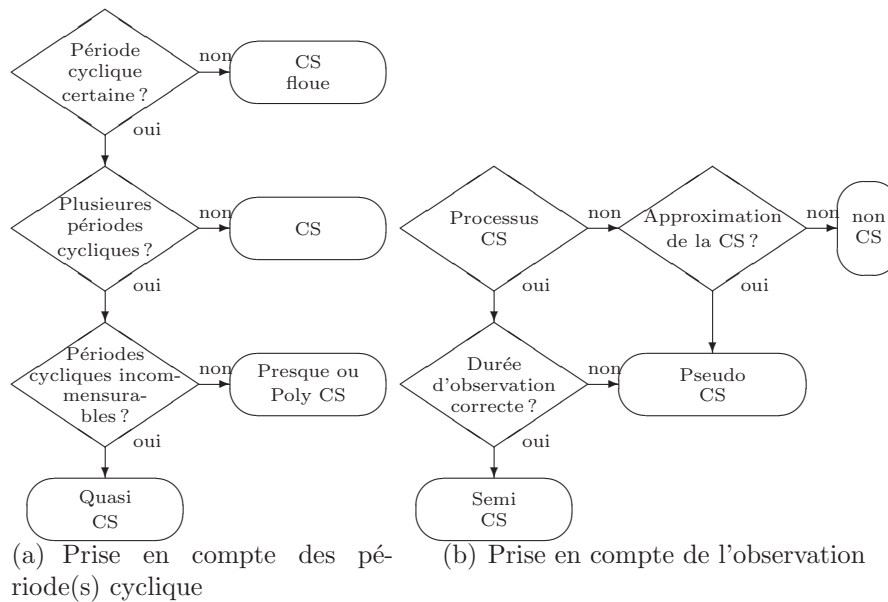 Période
cyclique
certaine ?
non
CS
floue
oui
Plusieures
périodes
cycliques ?
non
CS
oui
Périodes
cycliques incom-
mensura-
bles ?
non
Presque ou
Poly CS
oui
Quasi
CS
(a) Prise en compte des pé-
riode(s) cyclique
Processus
CS
non
Approximation
de la CS ?
non
non
CS
oui
oui
Durée
d'observation
correcte ?
non
Pseudo
CS
oui
Semi
CS
(b) Prise en compte de l'observation